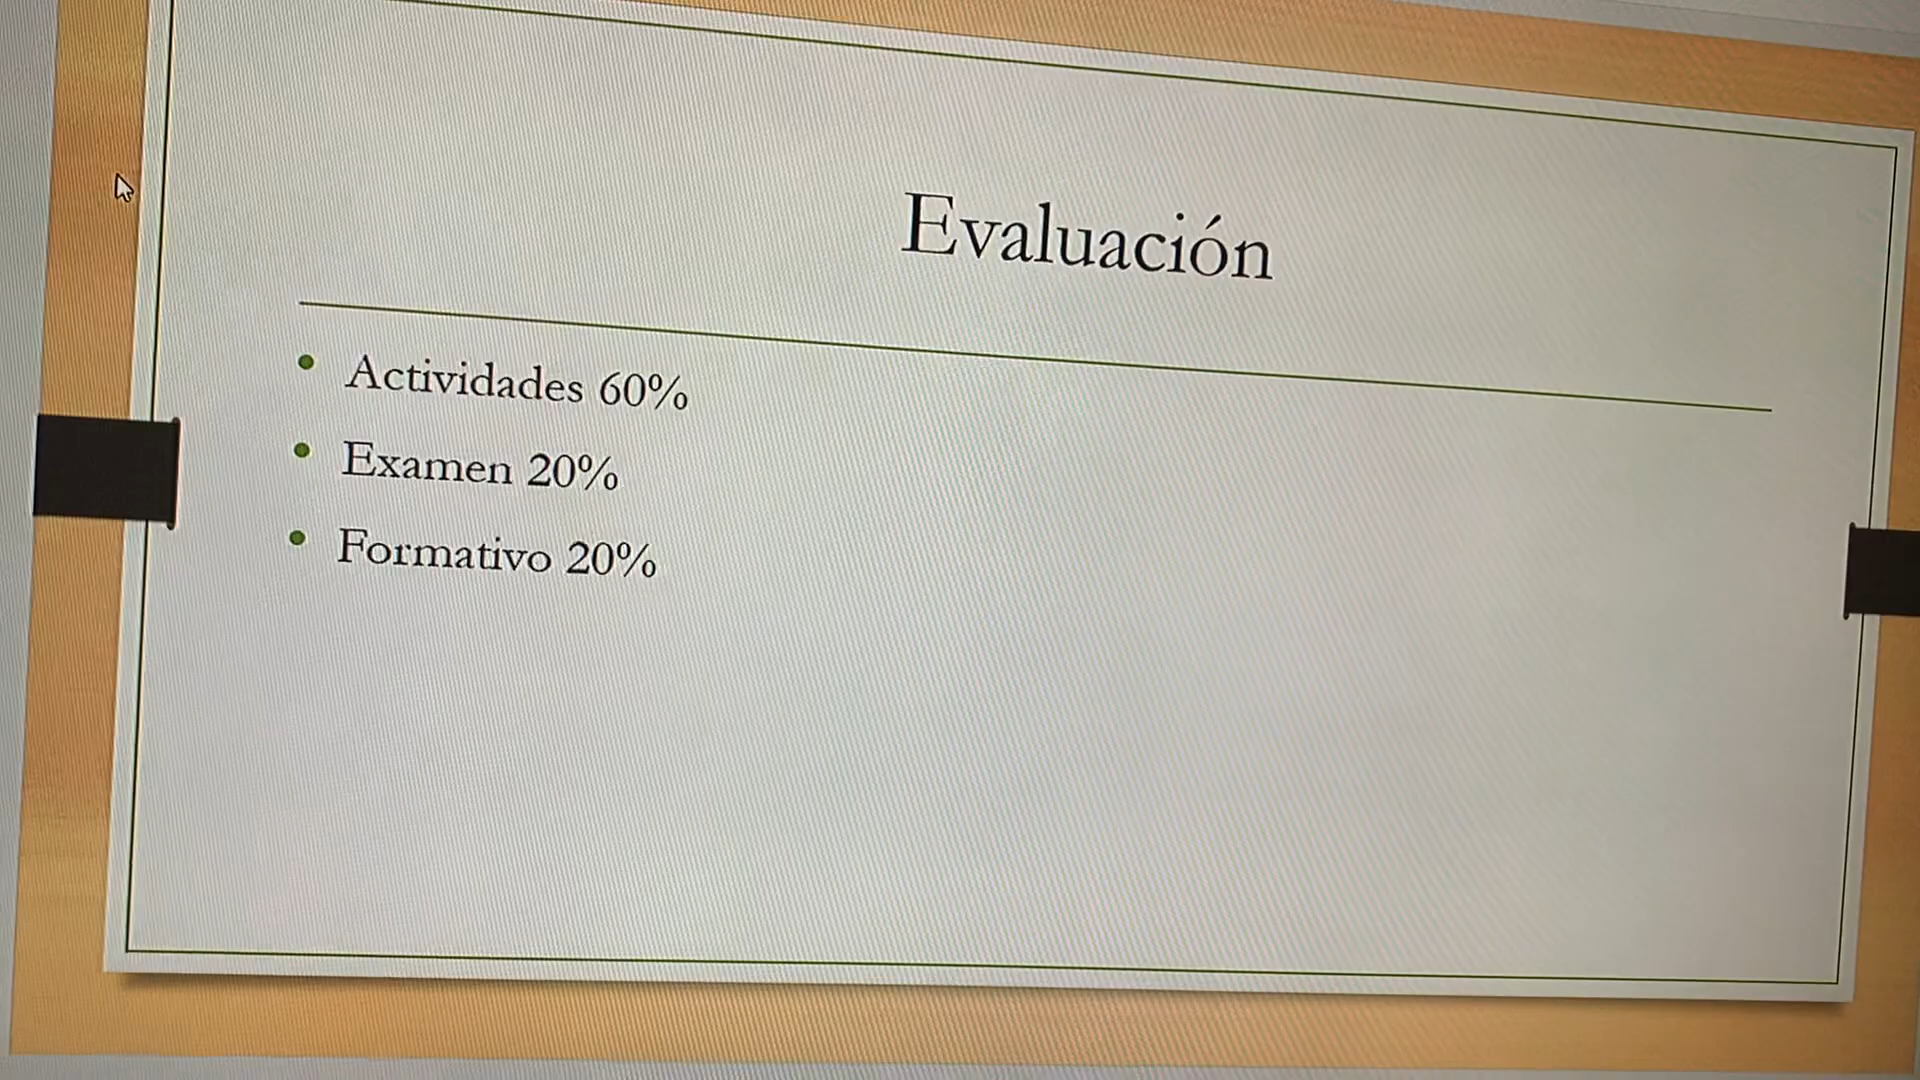 Evaluación
Actividades 60%
Examen 20%
Formativo 20%